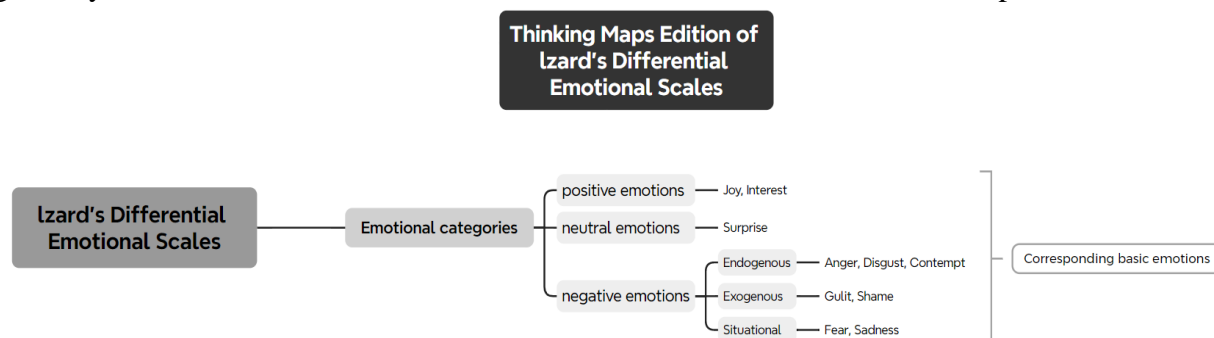 Thinking Maps Edition of
lzard's Differential
Emotional Scales
lzard's Differential
Emotional Scales
Emotional categories
positive emotions
Joy, Interest
neutral emotions
Surprise
negative emotions
Endogenous
Anger, Disgust, Contempt
Exogenous
Gulit, Shame
Situational
Fear, Sadness
Corresponding basic emotions